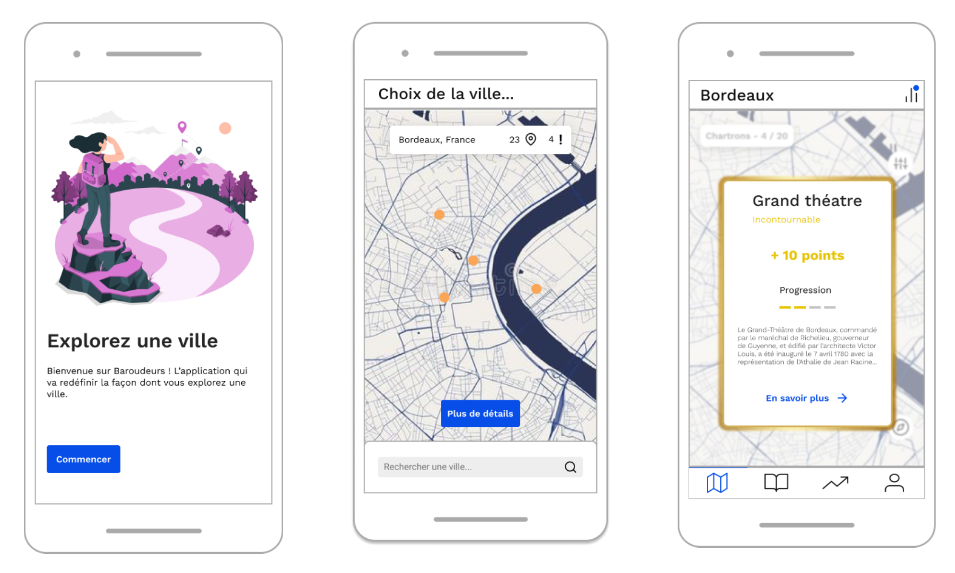 Explorez une ville
Bienvenue sur Baroudeurs ! L'application qui
va redéfinir la façon dont vous explorez une
ville.
Commencer
Choix de la ville...
Bordeaux, France 23 4 !
Plus de détails
Rechercher une ville...
Bordeaux
Chartrons - 4 / 20
Grand théatre
Incontournable
+ 10 points
Progression
Le Grand-Théâtre de Bordeaux, commandé
par le maréchal de Richelieu, gouverneur
de Guyenne, et édifié par l'architecte Victor
Louis, a été inauguré le 7 avril 1780 avec la
représentation de l'Athalie de Jean Racine...
En savoir plus